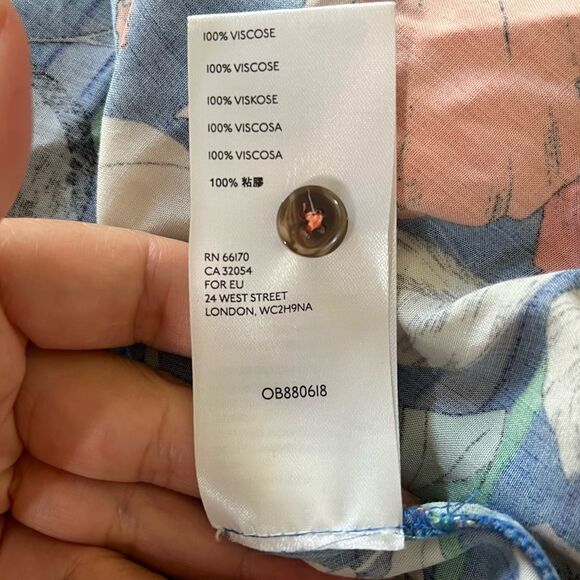 100% VISCOSE
100% VISCOSE
100% VISKOSE
100% VISCOSA
100% VISCOSA
100% 粘膠
RN 66170
CA 32054
FOR EU
24 WEST STREET
LONDON, WC2H9NA
OB880618